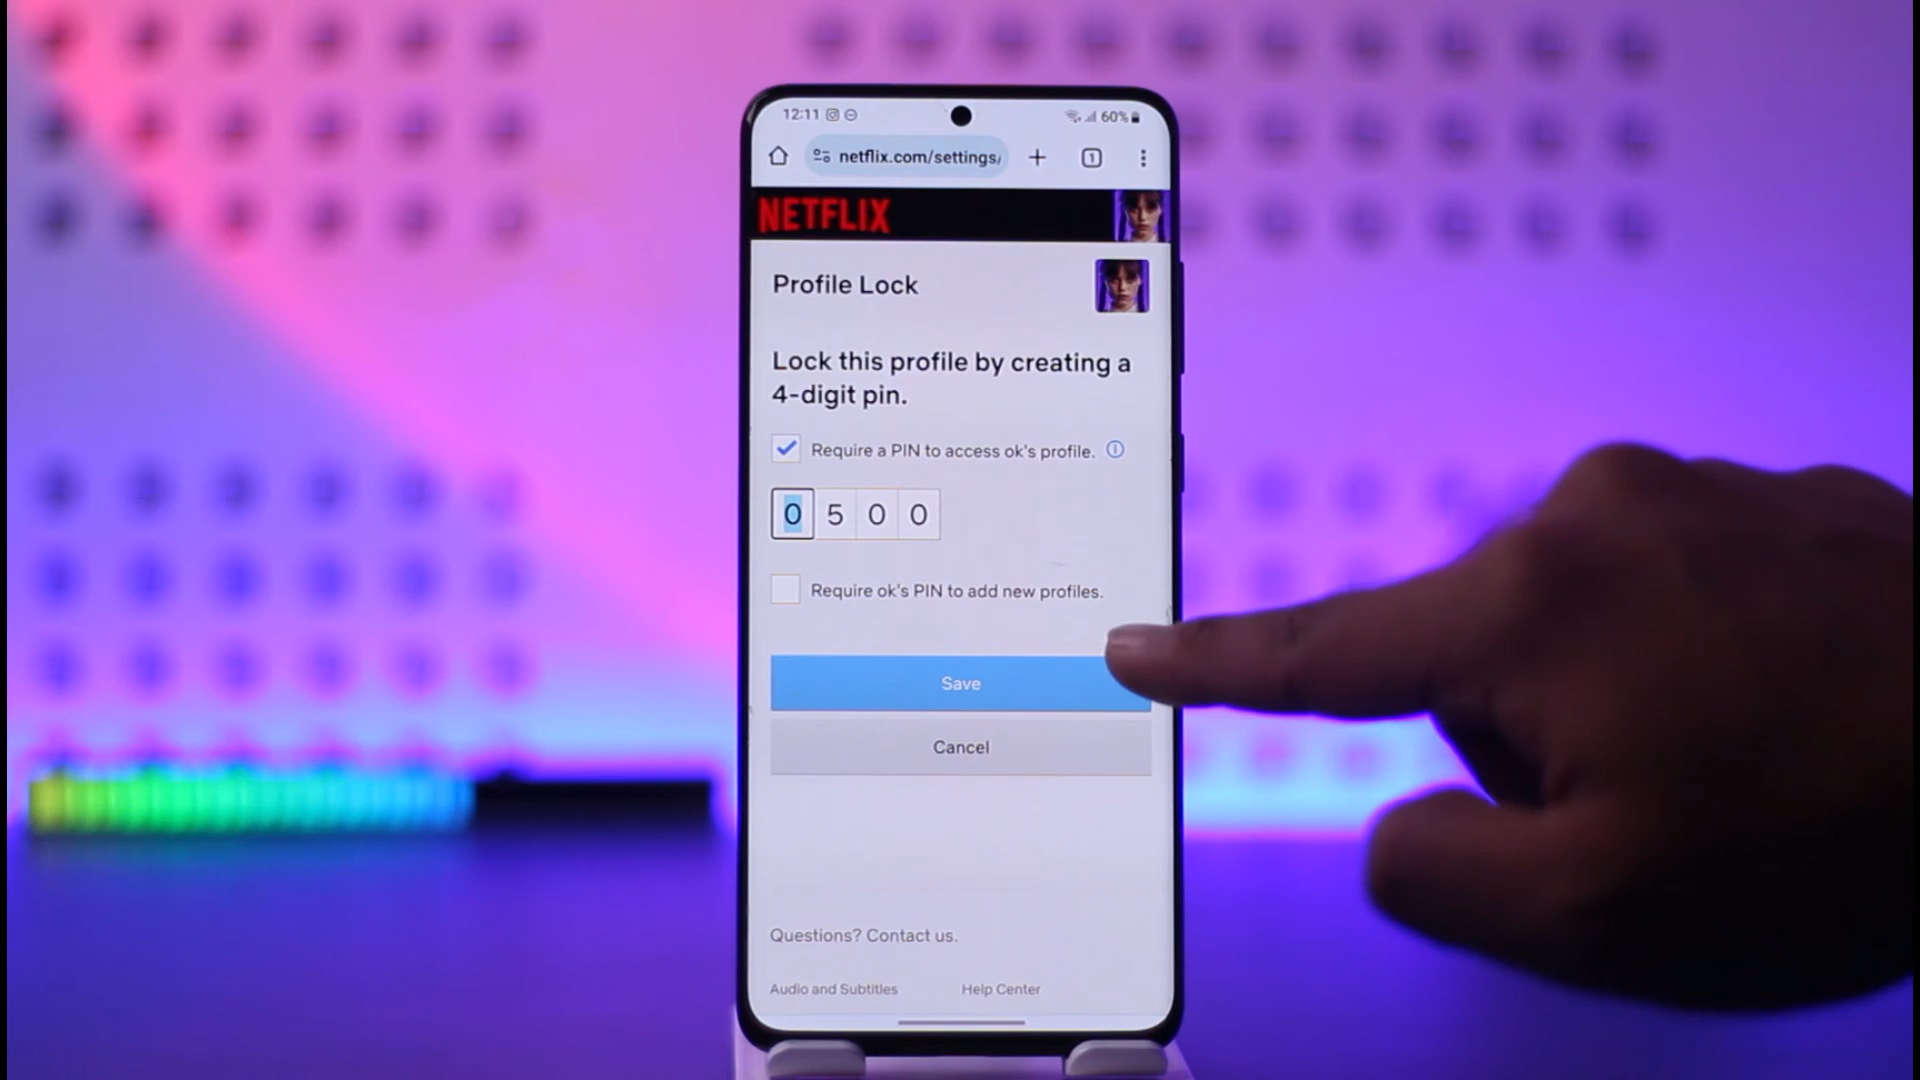 12:11 60%
netflix.com/settings/ 1
NETFLIX
Profile Lock
Lock this profile by creating a
4-digit pin.
Require a PIN to access ok's profile.
0 5 0 0
Require ok's PIN to add new profiles.
Save
Cancel
Questions? Contact us.
Audio and Subtitles Help Center